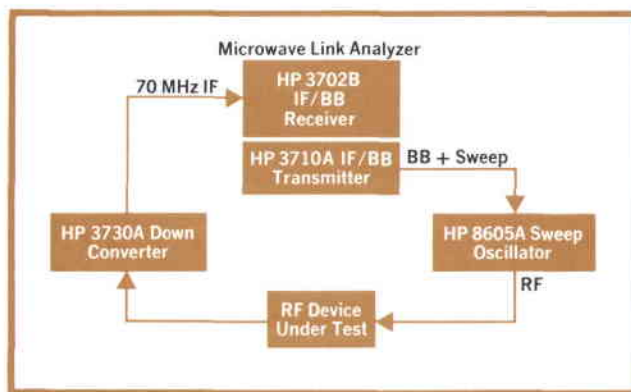 Microwave Link Analyzer
70 MHz IF
HP 3702B
IF/BB
Receiver
HP 3710A IF/BB
Transmitter
BB + Sweep
HP 3730A Down
Converter
HP 8605A Sweep
Oscillator
RF
RF Device
Under Test